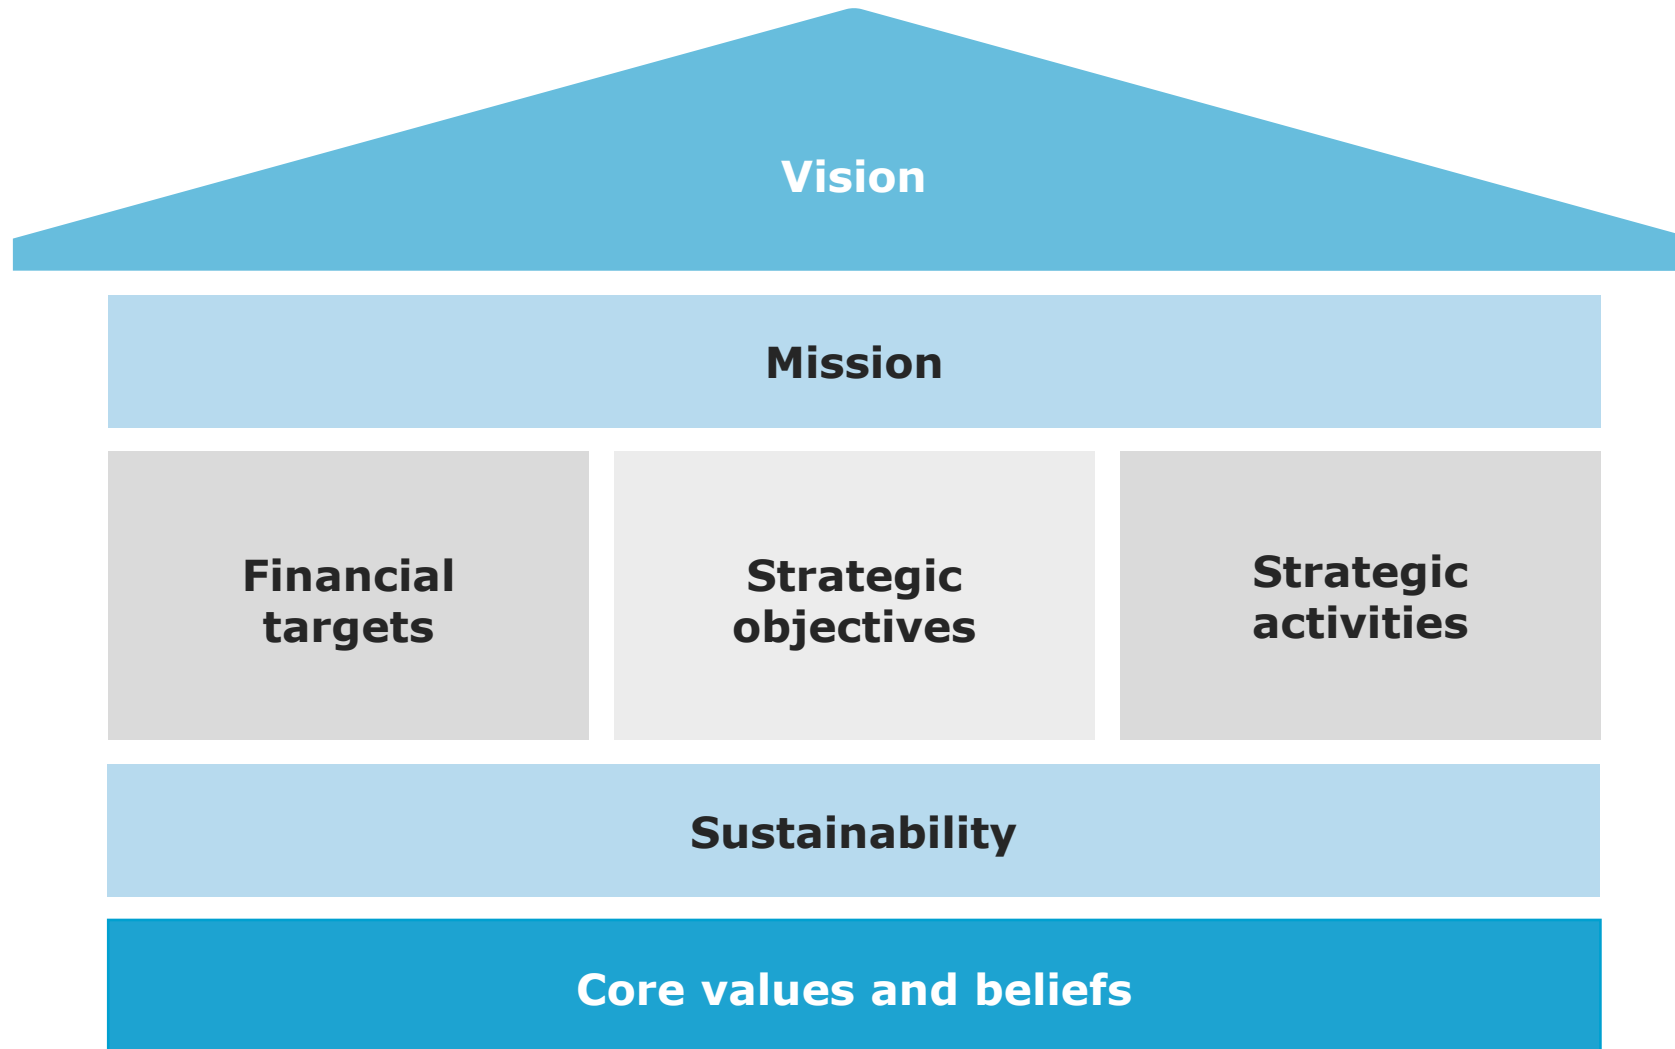 Vision
Mission
Financial
targets
Strategic
objectives
Strategic
activities
Sustainability
Core values and beliefs